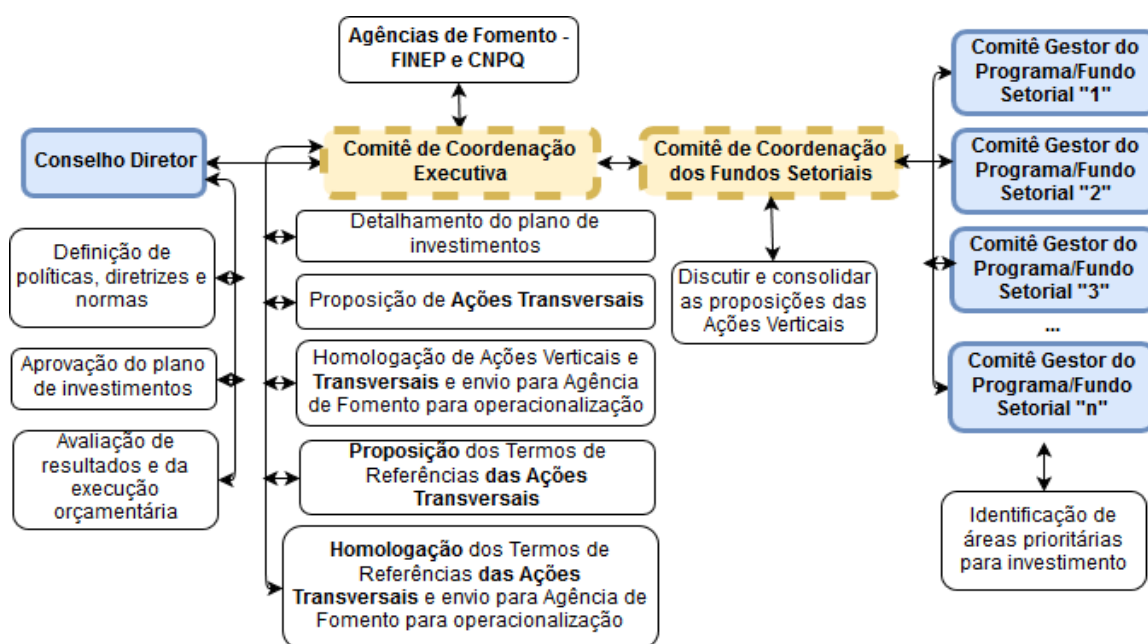 Agências de Fomento -
FINEP e CNPQ
Conselho Diretor
Comitê de Coordenação
Executiva
Comitê de Coordenação
dos Fundos Setoriais
Comitê Gestor do
Programa/Fundo
Setorial "1"
Comitê Gestor do
Programa/Fundo
Setorial "2"
Comitê Gestor do
Programa/Fundo
Setorial "3"
...
Comitê Gestor do
Programa/Fundo
Setorial "n"
Definição de
políticas, diretrizes e
normas
Aprovação do plano
de investimentos
Avaliação de
resultados e da
execução
orçamentária
Detalhamento do plano de
investimentos
Proposição de Ações Transversais
Homologação de Ações Verticais e
Transversais e envio para Agência
de Fomento para operacionalização
Proposição dos Termos de
Referências das Ações
Transversais
Homologação dos Termos de
Referências das Ações
Transversais e envio para Agência de
Fomento para operacionalização
Discutir e consolidar
as proposições das
Ações Verticais
Identificação de
áreas prioritárias
para investimento